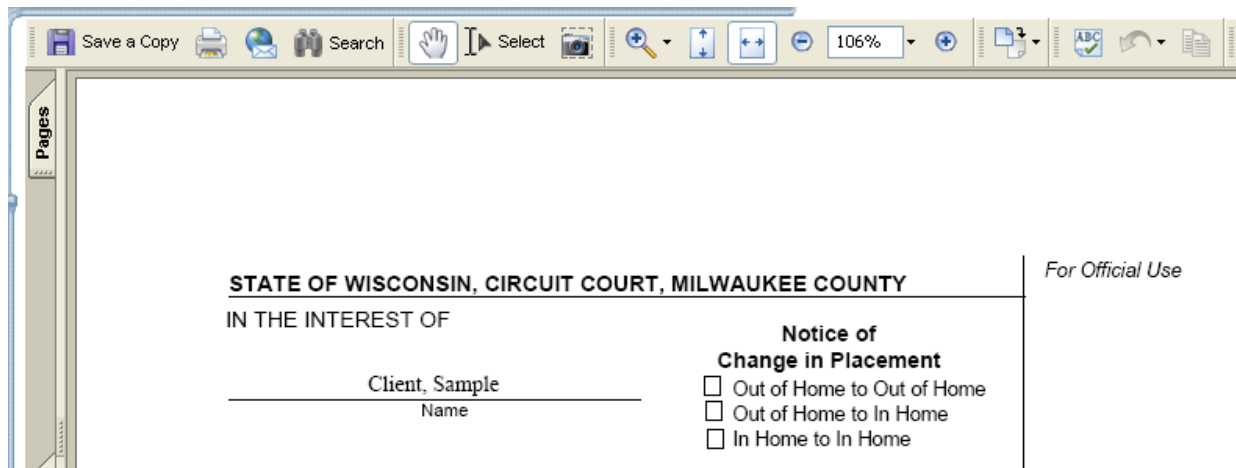 Save a Copy Search Select 106% ABC
Pages
For Official Use
STATE OF WISCONSIN, CIRCUIT COURT, MILWAUKEE COUNTY
IN THE INTEREST OF
Notice of
Change in Placement
Client, Sample
Name
Out of Home to Out of Home
Out of Home to In Home
In Home to In Home